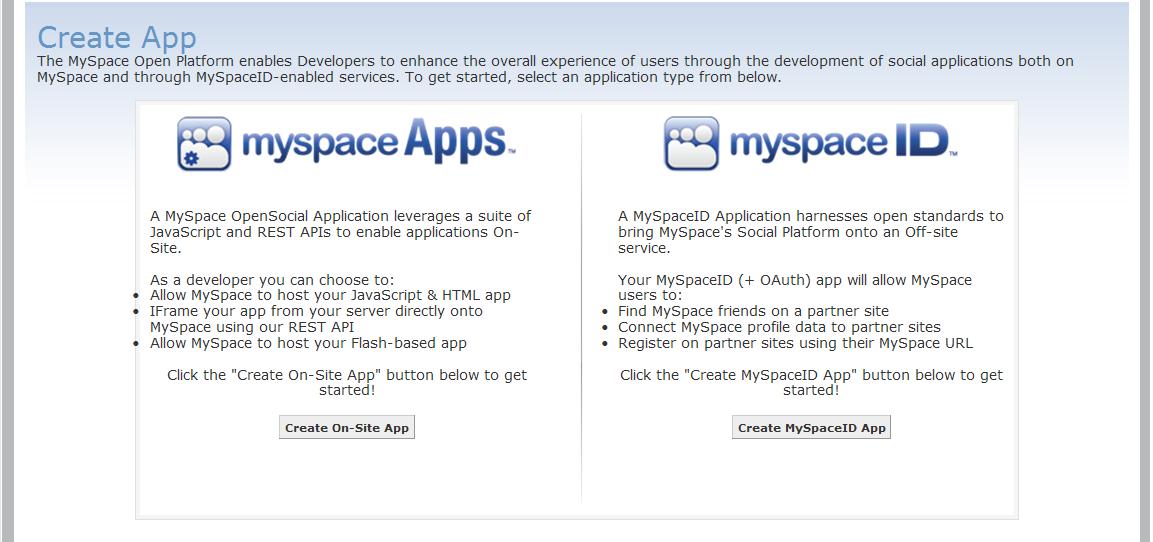 Create App
The MySpace Open Platform enables Developers to enhance the overall experience of users through the development of social applications both on
MySpace and through MySpaceID-enabled services. To get started, select an application type from below.
myspace Apps™
A MySpace OpenSocial Application leverages a suite of
JavaScript and REST APIs to enable applications On-
Site.
As a developer you can choose to:
• Allow MySpace to host your JavaScript & HTML app
• IFrame your app from your server directly onto
MySpace using our REST API
• Allow MySpace to host your Flash-based app
Click the "Create On-Site App" button below to get
started!
Create On-Site App
myspace ID™
A MySpaceID Application harnesses open standards to
bring MySpace's Social Platform onto an Off-site
service.
Your MySpaceID (+ OAuth) app will allow MySpace
users to:
• Find MySpace friends on a partner site
• Connect MySpace profile data to partner sites
• Register on partner sites using their MySpace URL
Click the "Create MySpaceID App" button below to get
started!
Create MySpaceID App